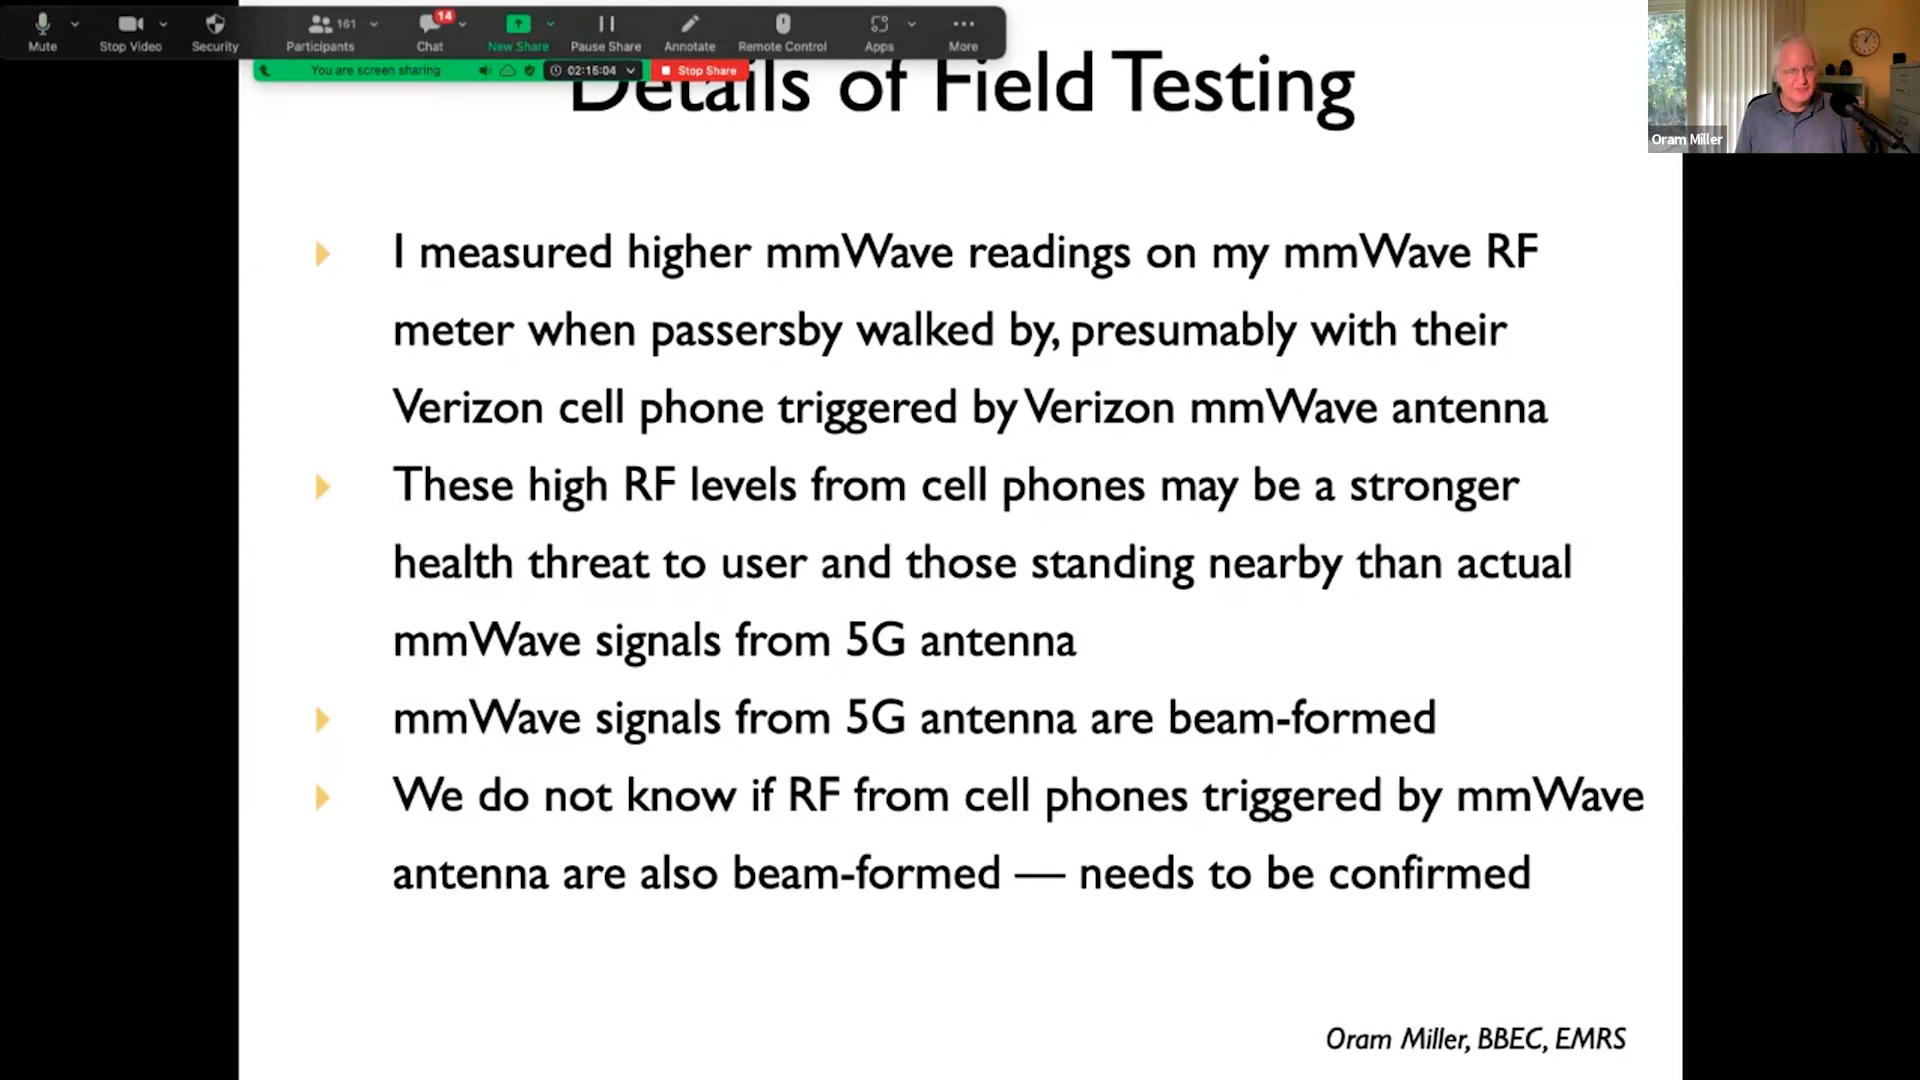 161
14
Mute
Stop Video
Security
Participants
Chat
New Share
Pause Share
Annotate
Remote Control
Apps
More
You are screen sharing
02:15:04
Stop Share
Details of Field Testing
Oram Miller
I measured higher mmWave readings on my mmWave RF
meter when passersby walked by, presumably with their
Verizon cell phone triggered by Verizon mmWave antenna
These high RF levels from cell phones may be a stronger
health threat to user and those standing nearby than actual
mmWave signals from 5G antenna
mmWave signals from 5G antenna are beam-formed
We do not know if RF from cell phones triggered by mmWave
antenna are also beam-formed — needs to be confirmed
Oram Miller, BBEC, EMRS